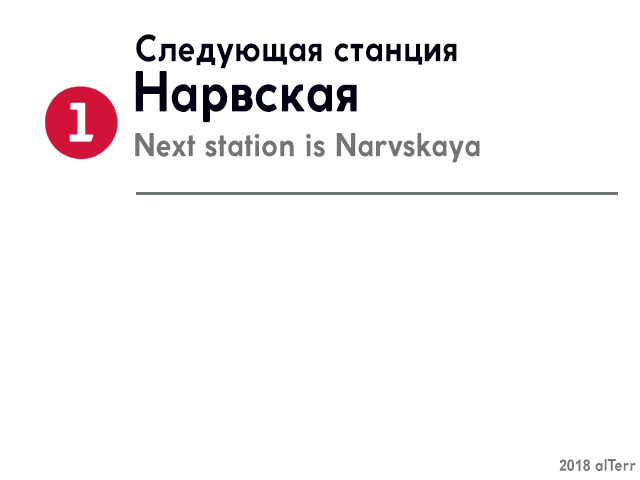 Следующая станция
1
Нарвская
Next station is Narvskaya
2018 alTerr